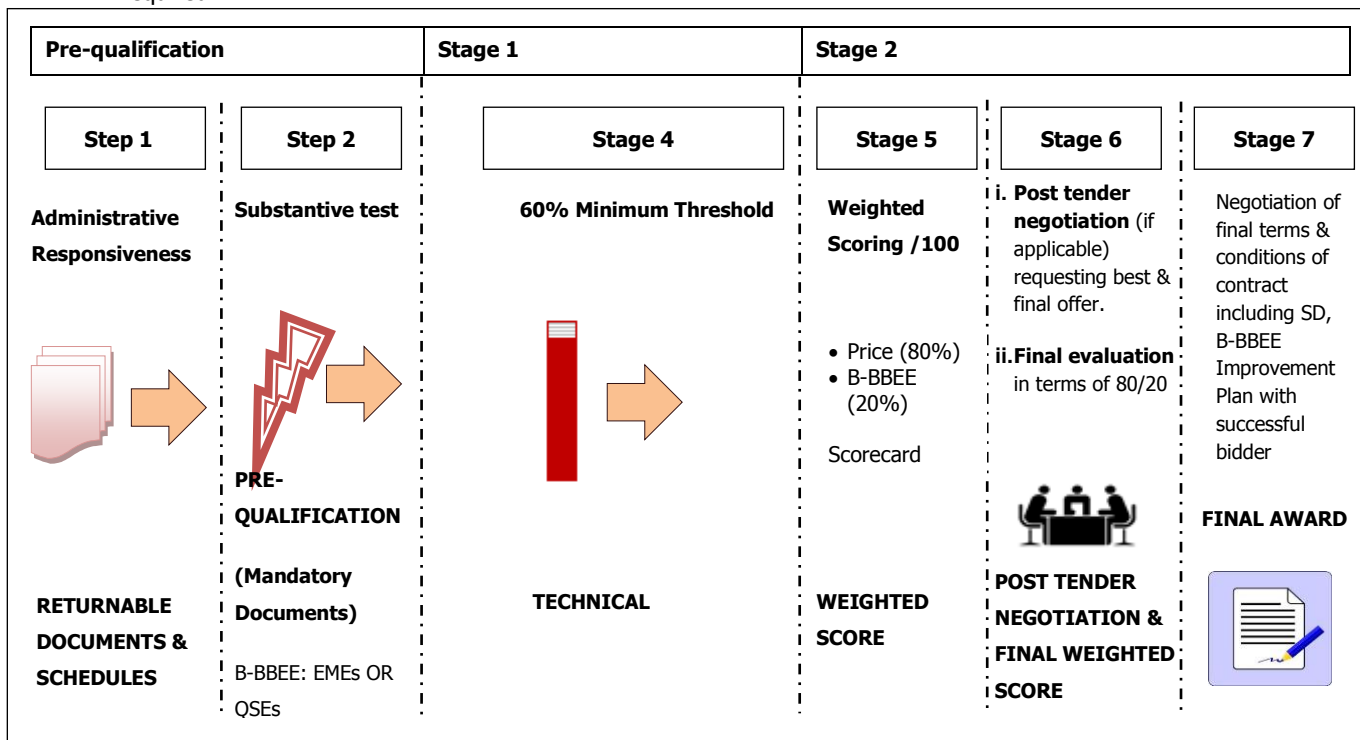 Pre-qualification
Stage 1
Stage 2
Step 1
Step 2
Stage 4
Stage 5
Stage 6
Stage 7
Administrative
Responsiveness
RETURNABLE
DOCUMENTS &
SCHEDULES
Substantive test
PRE-
QUALIFICATION
(Mandatory
Documents)
B-BBEE: EMEs OR
QSEs
60% Minimum Threshold
TECHNICAL
Weighted
Scoring /100
• Price (80%)
• B-BBEE
(20%)
Scorecard
WEIGHTED
SCORE
i. Post tender
negotiation (if
applicable)
requesting best &
final offer.
ii. Final evaluation
in terms of 80/20
POST TENDER
NEGOTIATION &
FINAL WEIGHTED
SCORE
Negotiation of
final terms &
conditions of
contract
including SD,
B-BBEE
Improvement
Plan with
successful
bidder
FINAL AWARD